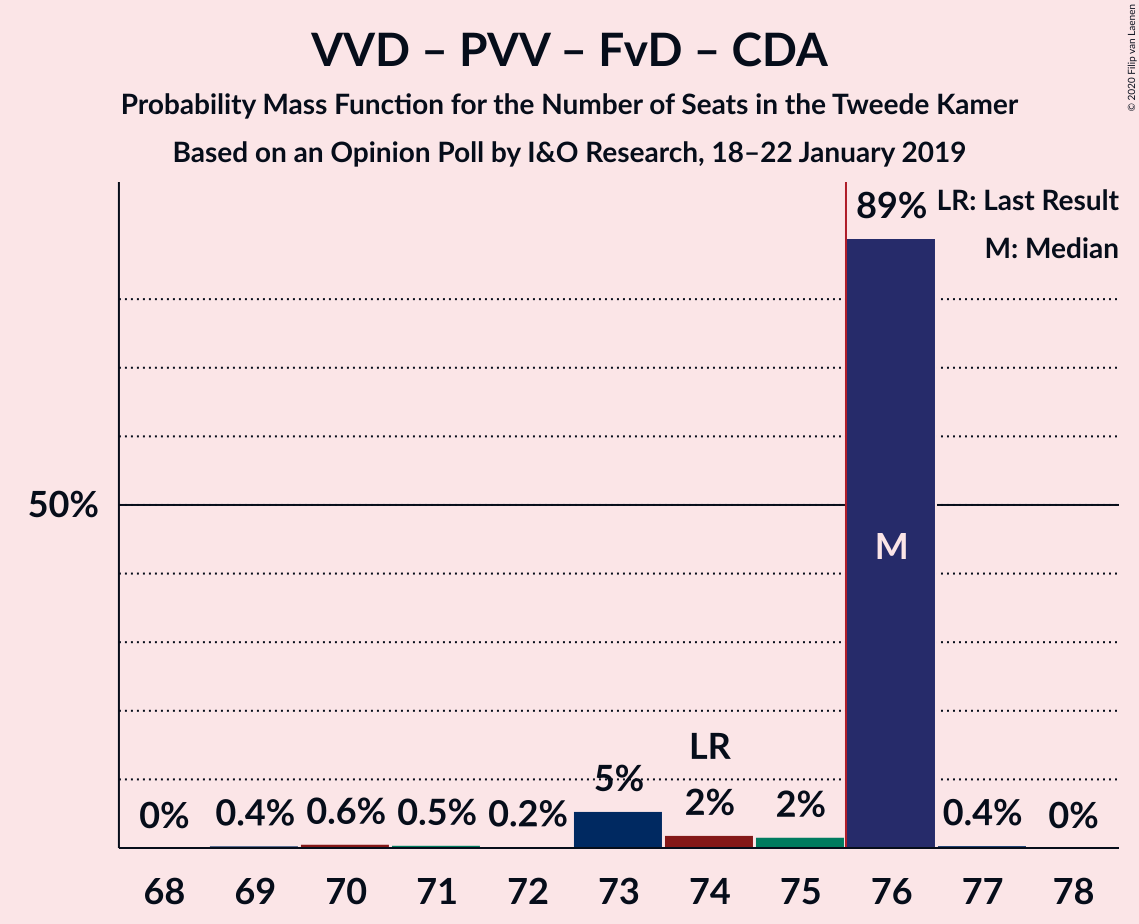 VVD – PVV – FvD – CDA
Probability Mass Function for the Number of Seats in the Tweede Kamer
Based on an Opinion Poll by I&O Research, 18–22 January 2019
© 2020 Filip van Laenen
LR: Last Result
M: Median
89%
50%
M
LR
0% 0.4% 0.6% 0.5% 0.2% 5% 2% 2% 0.4% 0%
68 69 70 71 72 73 74 75 76 77 78